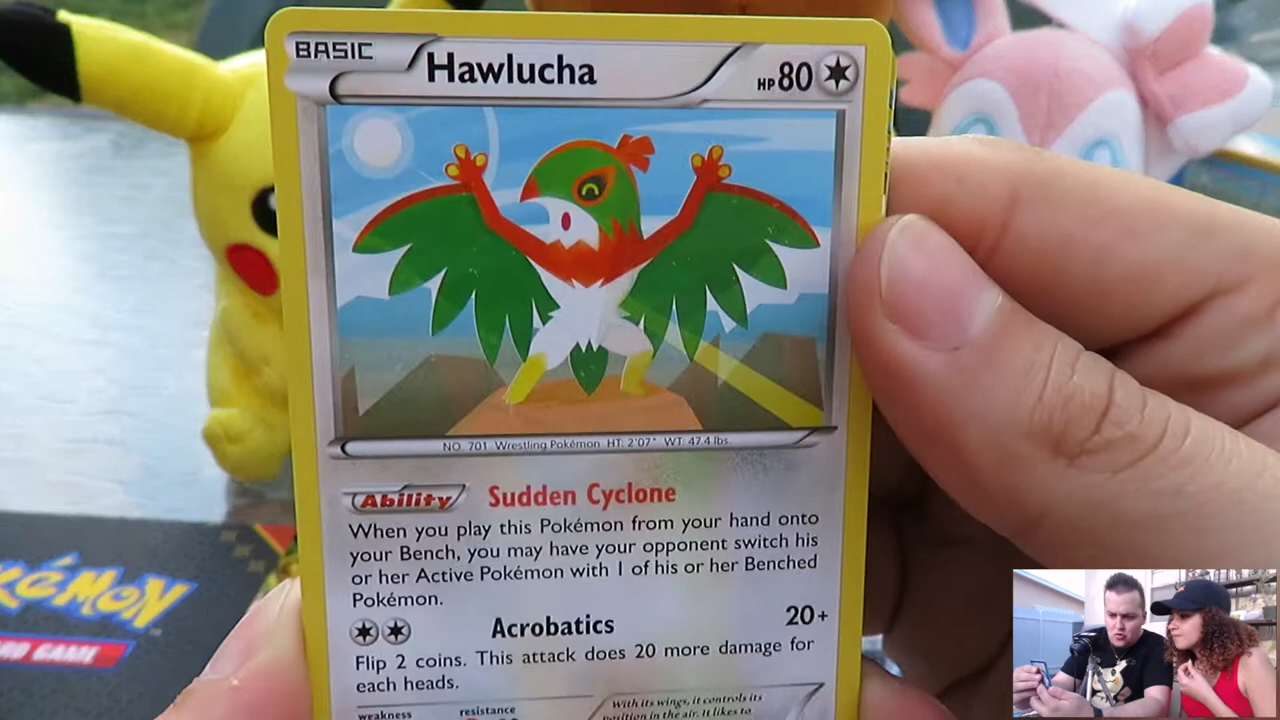 BASIC Hawlucha HP80
NO. 701 Wrestling Pokémon HT: 2'07" WT: 47.4 lbs.
Ability Sudden Cyclone
When you play this Pokémon from your hand onto
your Bench, you may have your opponent switch his
or her Active Pokémon with 1 of his or her Benched
Pokémon.
Acrobatics 20+
Flip 2 coins. This attack does 20 more damage for
each heads.
weakness resistance
With its wings, it controls its
position in the air. It likes to
KéMON
GAME